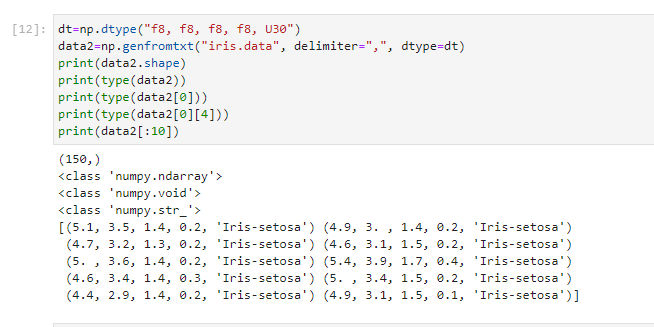 [12]: dt=np.dtype("f8, f8, f8, f8, U30")
data2=np.genfromtxt("iris.data", delimiter=",", dtype=dt)
print(data2.shape)
print(type(data2))
print(type(data2[0]))
print(type(data2[0][4]))
print(data2[:10])
(150,)
<class 'numpy.ndarray'>
<class 'numpy.void'>
<class 'numpy.str_'>
[(5.1, 3.5, 1.4, 0.2, 'Iris-setosa') (4.9, 3. , 1.4, 0.2, 'Iris-setosa')
 (4.7, 3.2, 1.3, 0.2, 'Iris-setosa') (4.6, 3.1, 1.5, 0.2, 'Iris-setosa')
 (5. , 3.6, 1.4, 0.2, 'Iris-setosa') (5.4, 3.9, 1.7, 0.4, 'Iris-setosa')
 (4.6, 3.4, 1.4, 0.3, 'Iris-setosa') (5. , 3.4, 1.5, 0.2, 'Iris-setosa')
 (4.4, 2.9, 1.4, 0.2, 'Iris-setosa') (4.9, 3.1, 1.5, 0.1, 'Iris-setosa')]